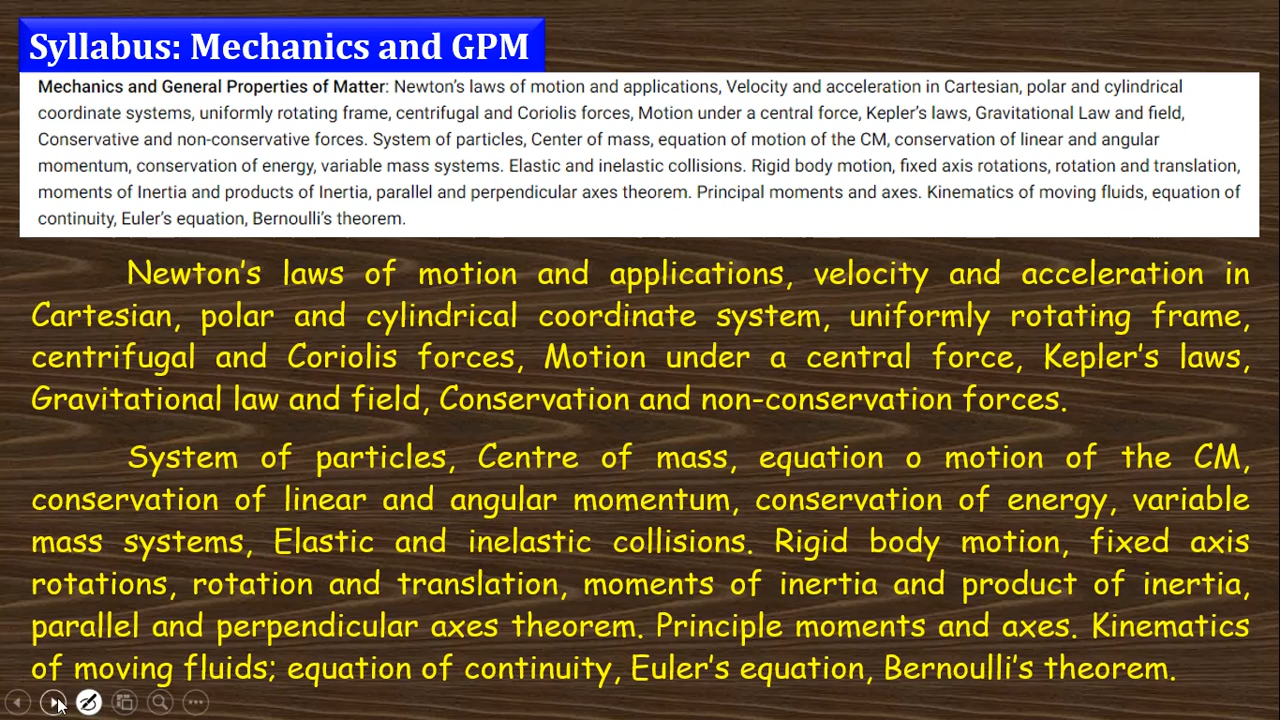 Syllabus: Mechanics and GPM
Mechanics and General Properties of Matter: Newton's laws of motion and applications, Velocity and acceleration in Cartesian, polar and cylindrical
coordinate systems, uniformly rotating frame, centrifugal and Coriolis forces, Motion under a central force, Kepler's laws, Gravitational Law and field,
Conservative and non-conservative forces. System of particles, Center of mass, equation of motion of the CM, conservation of linear and angular
momentum, conservation of energy, variable mass systems. Elastic and inelastic collisions. Rigid body motion, fixed axis rotations, rotation and translation,
moments of Inertia and products of Inertia, parallel and perpendicular axes theorem. Principal moments and axes. Kinematics of moving fluids, equation of
continuity, Euler's equation, Bernoulli's theorem.
Newton's laws of motion and applications, velocity and acceleration in
Cartesian, polar and cylindrical coordinate system, uniformly rotating frame,
centrifugal and Coriolis forces, Motion under a central force, Kepler's laws,
Gravitational law and field, Conservation and non-conservation forces.
System of particles, Centre of mass, equation o motion of the CM,
conservation of linear and angular momentum, conservation of energy, variable
mass systems, Elastic and inelastic collisions. Rigid body motion, fixed axis
rotations, rotation and translation, moments of inertia and product of inertia,
parallel and perpendicular axes theorem. Principle moments and axes. Kinematics
of moving fluids; equation of continuity, Euler's equation, Bernoulli's theorem.